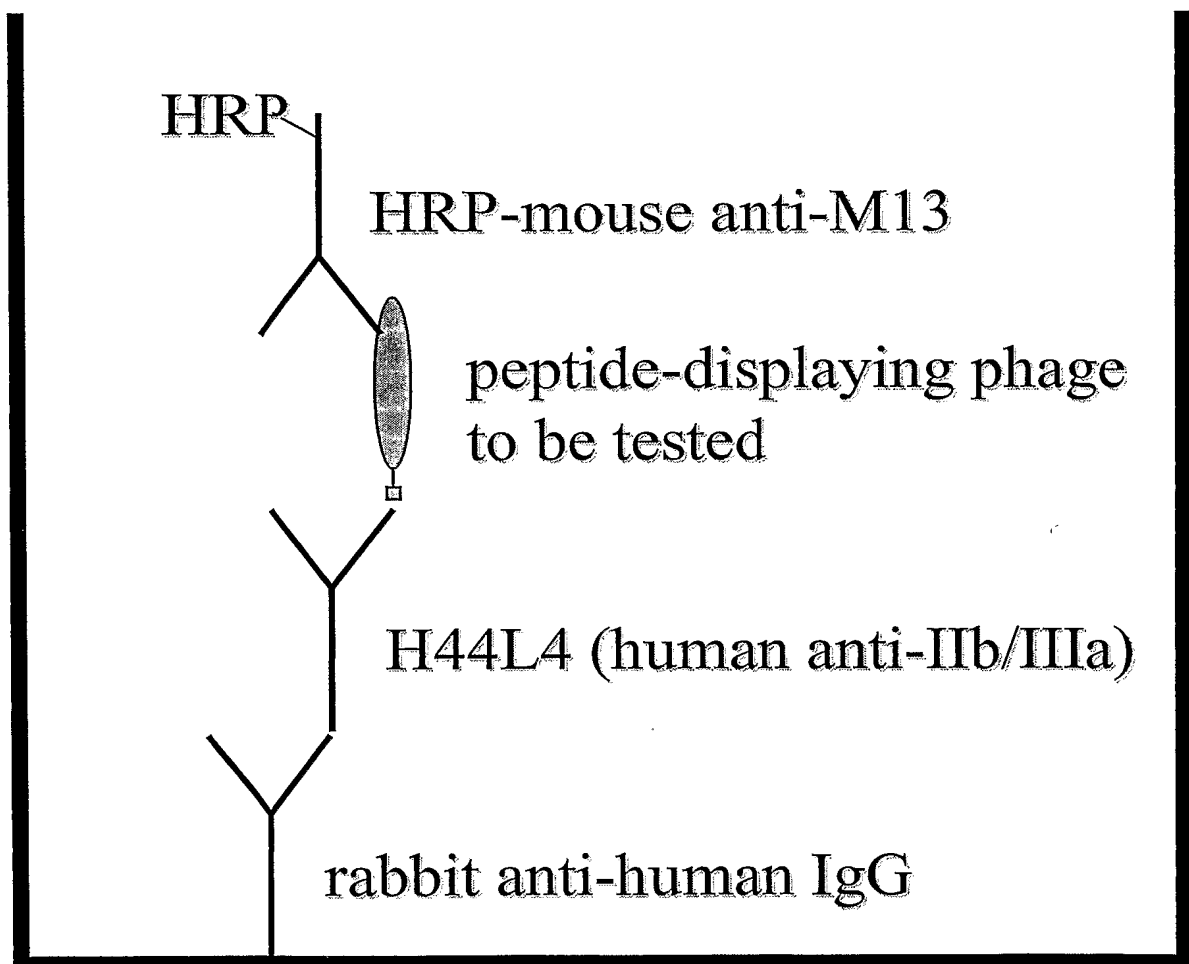 HRP
HRP-mouse anti-M13
peptide-displaying phage
to be tested
H44L4 (human anti-IIb/IIIa)
rabbit anti-human IgG